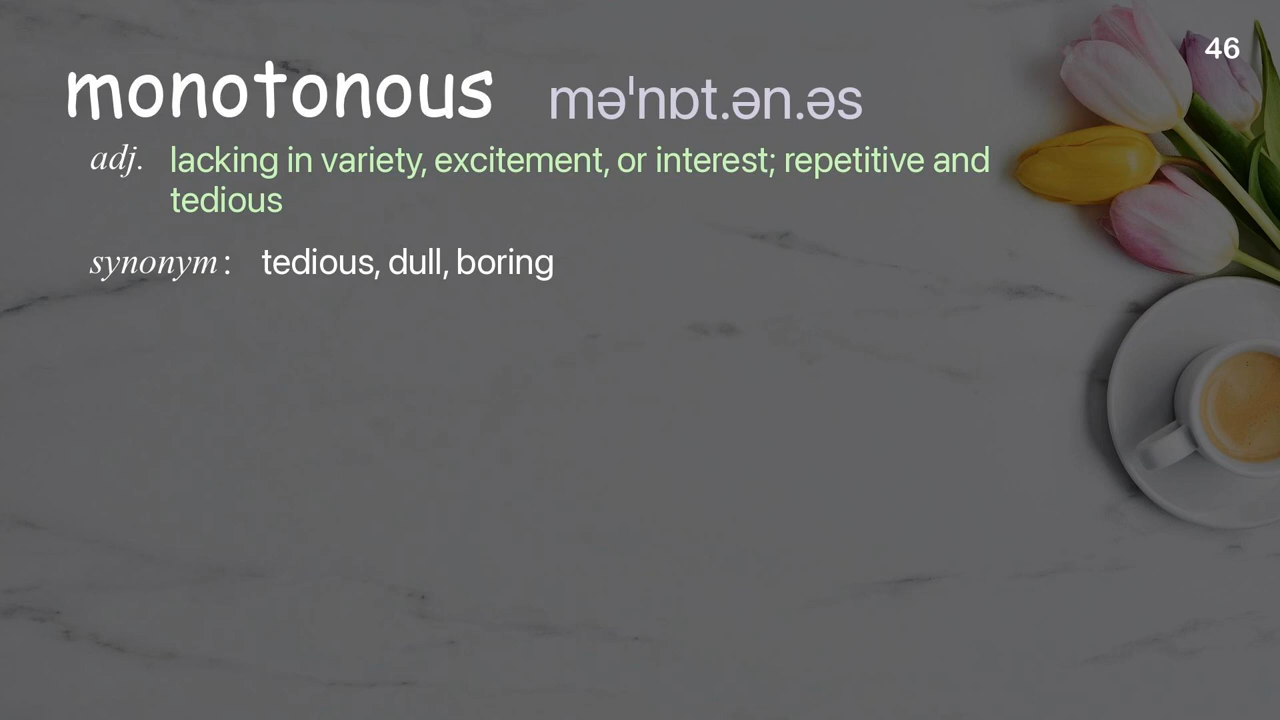 46
monotonous məˈnɒt.ən.əs
adj. lacking in variety, excitement, or interest; repetitive and
tedious
synonym: tedious, dull, boring